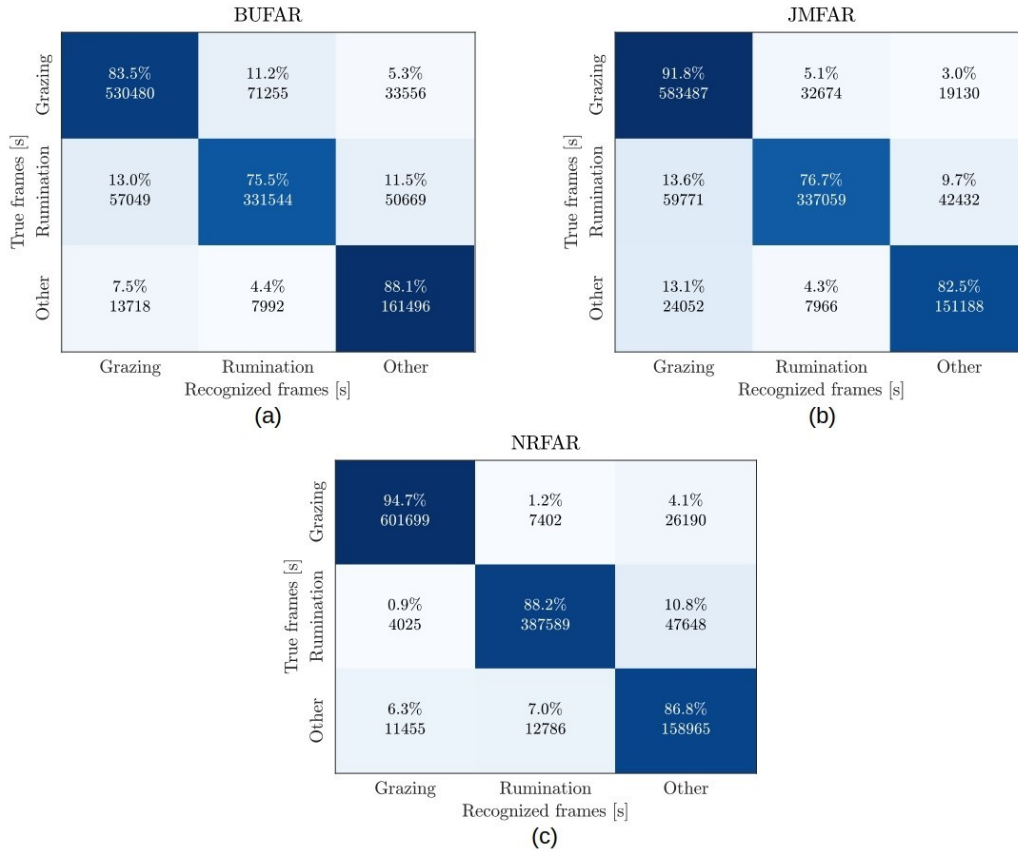 BUFAR
True frames [s]
Grazing
83.5% 11.2% 5.3%
530480 71255 33556
Rumination
13.0% 75.5% 11.5%
57049 331544 50669
Other
7.5% 4.4% 88.1%
13718 7992 161496
Grazing Rumination Other
Recognized frames [s]
(a)
JMFAR
True frames [s]
Grazing
91.8% 5.1% 3.0%
583487 32674 19130
Rumination
13.6% 76.7% 9.7%
59771 337059 42432
Other
13.1% 4.3% 82.5%
24052 7966 151188
Grazing Rumination Other
Recognized frames [s]
(b)
NRFAR
True frames [s]
Grazing
94.7% 1.2% 4.1%
601699 7402 26190
Rumination
0.9% 88.2% 10.8%
4025 387589 47648
Other
6.3% 7.0% 86.8%
11455 12786 158965
Grazing Rumination Other
Recognized frames [s]
(c)